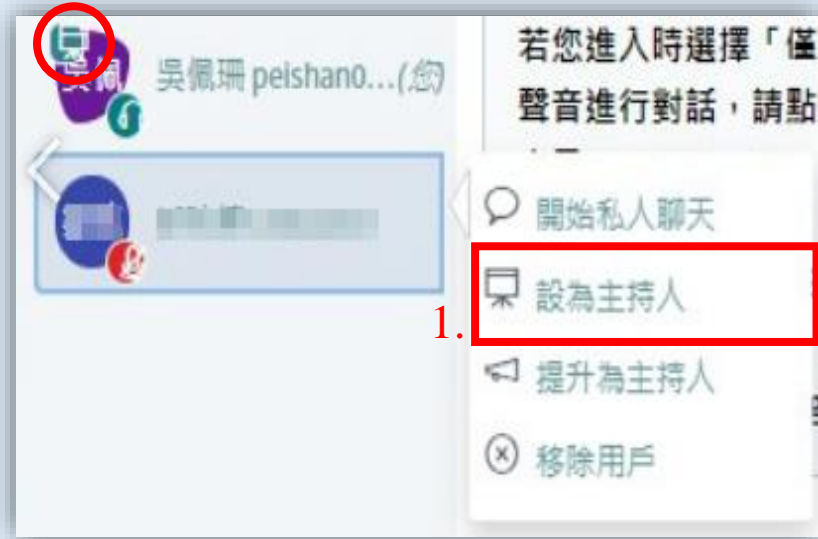 吳佩
吳佩珊 peishan0...(您)
若您進入時選擇「僅
聲音進行對話，請點
開始私人聊天
1.
設為主持人
提升為主持人
移除用戶